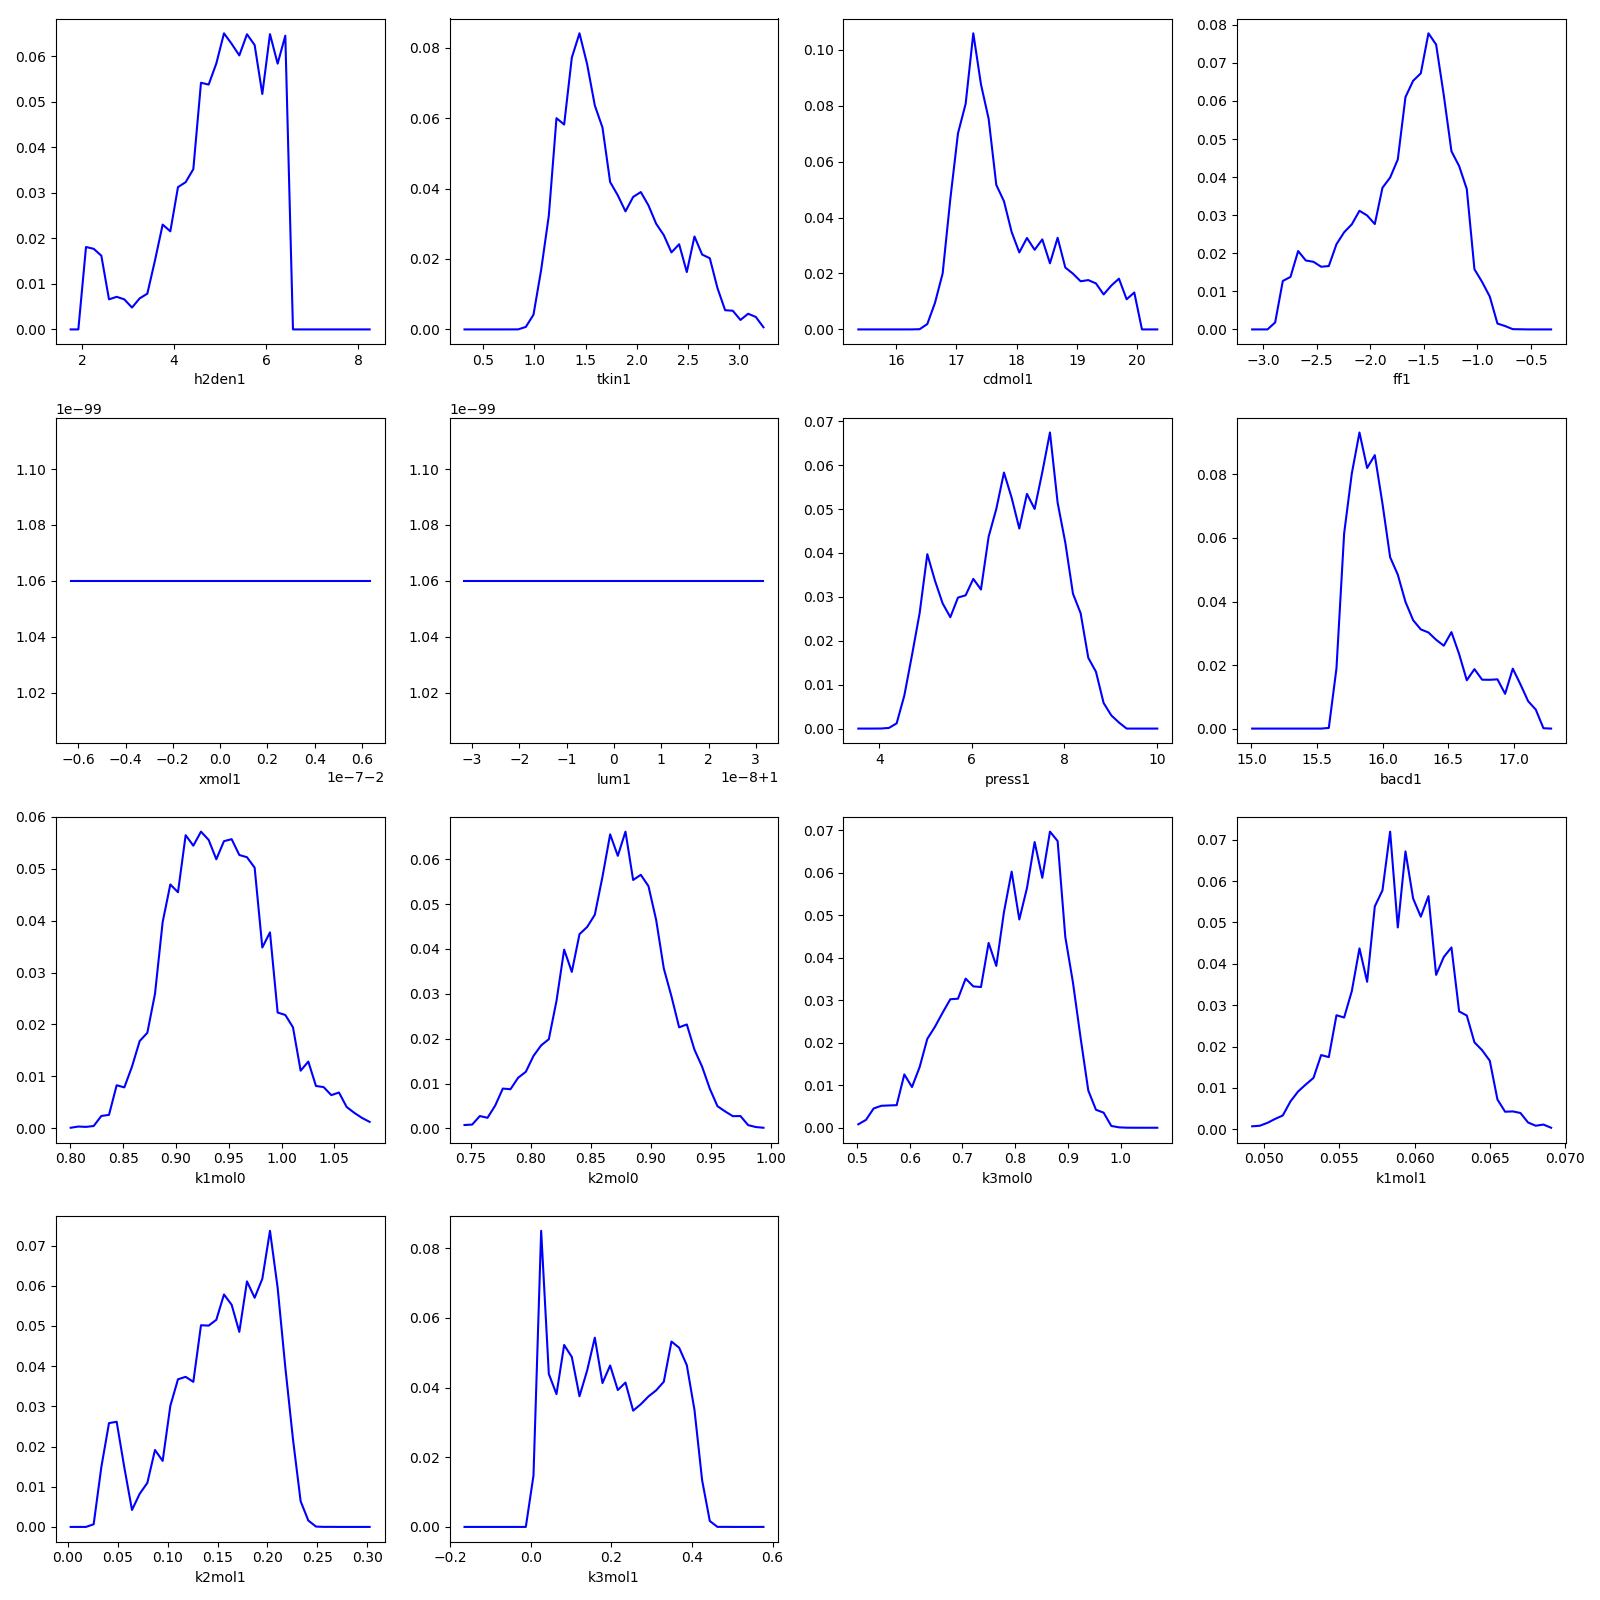 0.06
0.05
0.04
0.03
0.02
0.01
0.00
2 4 6 8
h2den1
0.08
0.06
0.04
0.02
0.00
0.5 1.0 1.5 2.0 2.5 3.0
tkin1
0.10
0.08
0.06
0.04
0.02
0.00
16 17 18 19 20
cdmol1
0.08
0.07
0.06
0.05
0.04
0.03
0.02
0.01
0.00
−3.0 −2.5 −2.0 −1.5 −1.0 −0.5
ff1
1e−99
1.10
1.08
1.06
1.04
1.02
−0.6 −0.4 −0.2 0.0 0.2 0.4 0.6
1e−7−2
xmol1
1e−99
1.10
1.08
1.06
1.04
1.02
−3 −2 −1 0 1 2 3
1e−8+1
lum1
0.07
0.06
0.05
0.04
0.03
0.02
0.01
0.00
4 6 8 10
press1
0.08
0.06
0.04
0.02
0.00
15.0 15.5 16.0 16.5 17.0
bacd1
0.06
0.05
0.04
0.03
0.02
0.01
0.00
0.80 0.85 0.90 0.95 1.00 1.05
k1mol0
0.06
0.05
0.04
0.03
0.02
0.01
0.00
0.75 0.80 0.85 0.90 0.95 1.00
k2mol0
0.07
0.06
0.05
0.04
0.03
0.02
0.01
0.00
0.5 0.6 0.7 0.8 0.9 1.0
k3mol0
0.07
0.06
0.05
0.04
0.03
0.02
0.01
0.00
0.050 0.055 0.060 0.065 0.070
k1mol1
0.07
0.06
0.05
0.04
0.03
0.02
0.01
0.00
0.00 0.05 0.10 0.15 0.20 0.25 0.30
k2mol1
0.08
0.06
0.04
0.02
0.00
−0.2 0.0 0.2 0.4 0.6
k3mol1